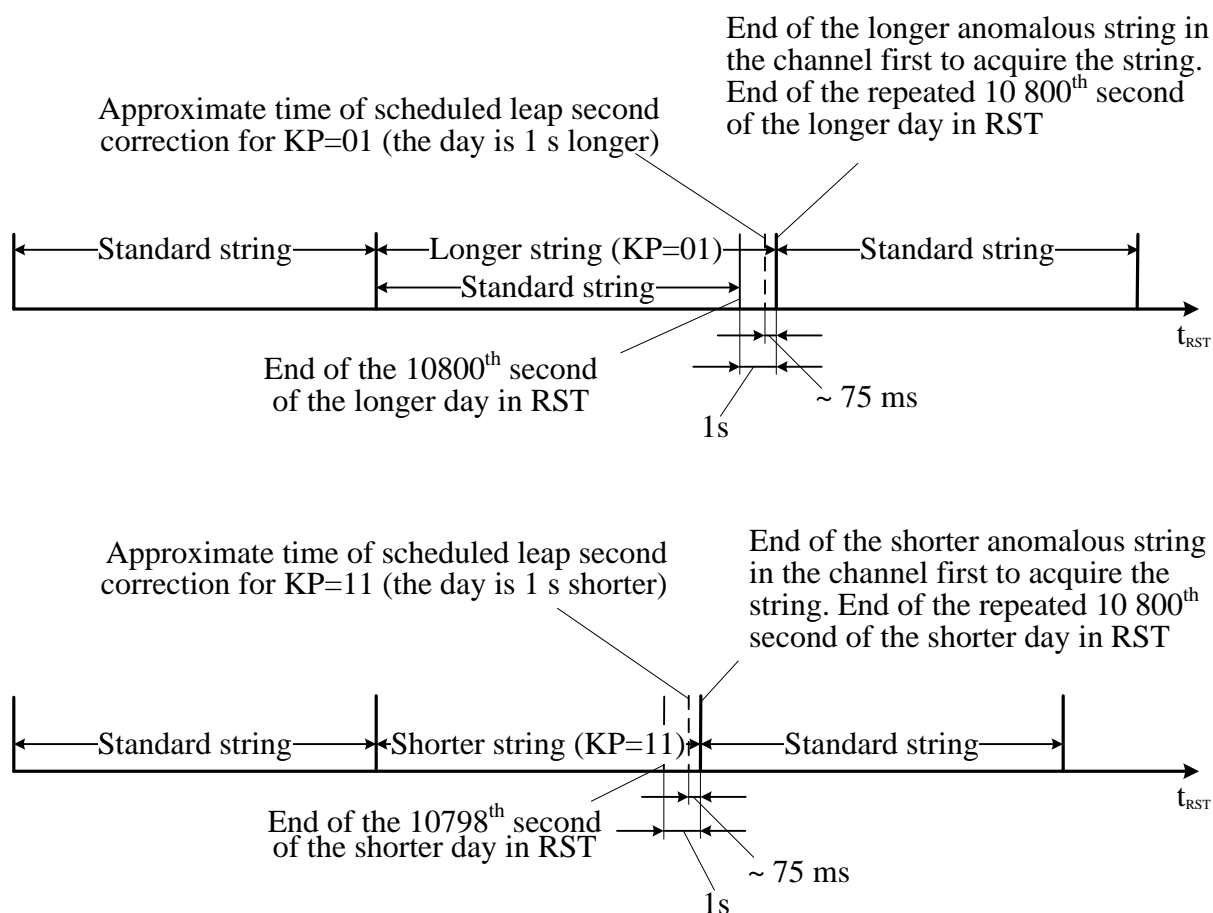 End of the longer anomalous string in
the channel first to acquire the string.
End of the repeated 10 800th second
of the longer day in RST
Approximate time of scheduled leap second
correction for KP=01 (the day is 1 s longer)
Standard string
Longer string (KP=01)
Standard string
Standard string
tRST
End of the 10800th second
of the longer day in RST
~ 75 ms
1s
Approximate time of scheduled leap second
correction for KP=11 (the day is 1 s shorter)
End of the shorter anomalous string
in the channel first to acquire the
string. End of the repeated 10 800th
second of the shorter day in RST
Standard string
Shorter string (KP=11)
Standard string
tRST
End of the 10798th second
of the shorter day in RST
~ 75 ms
1s